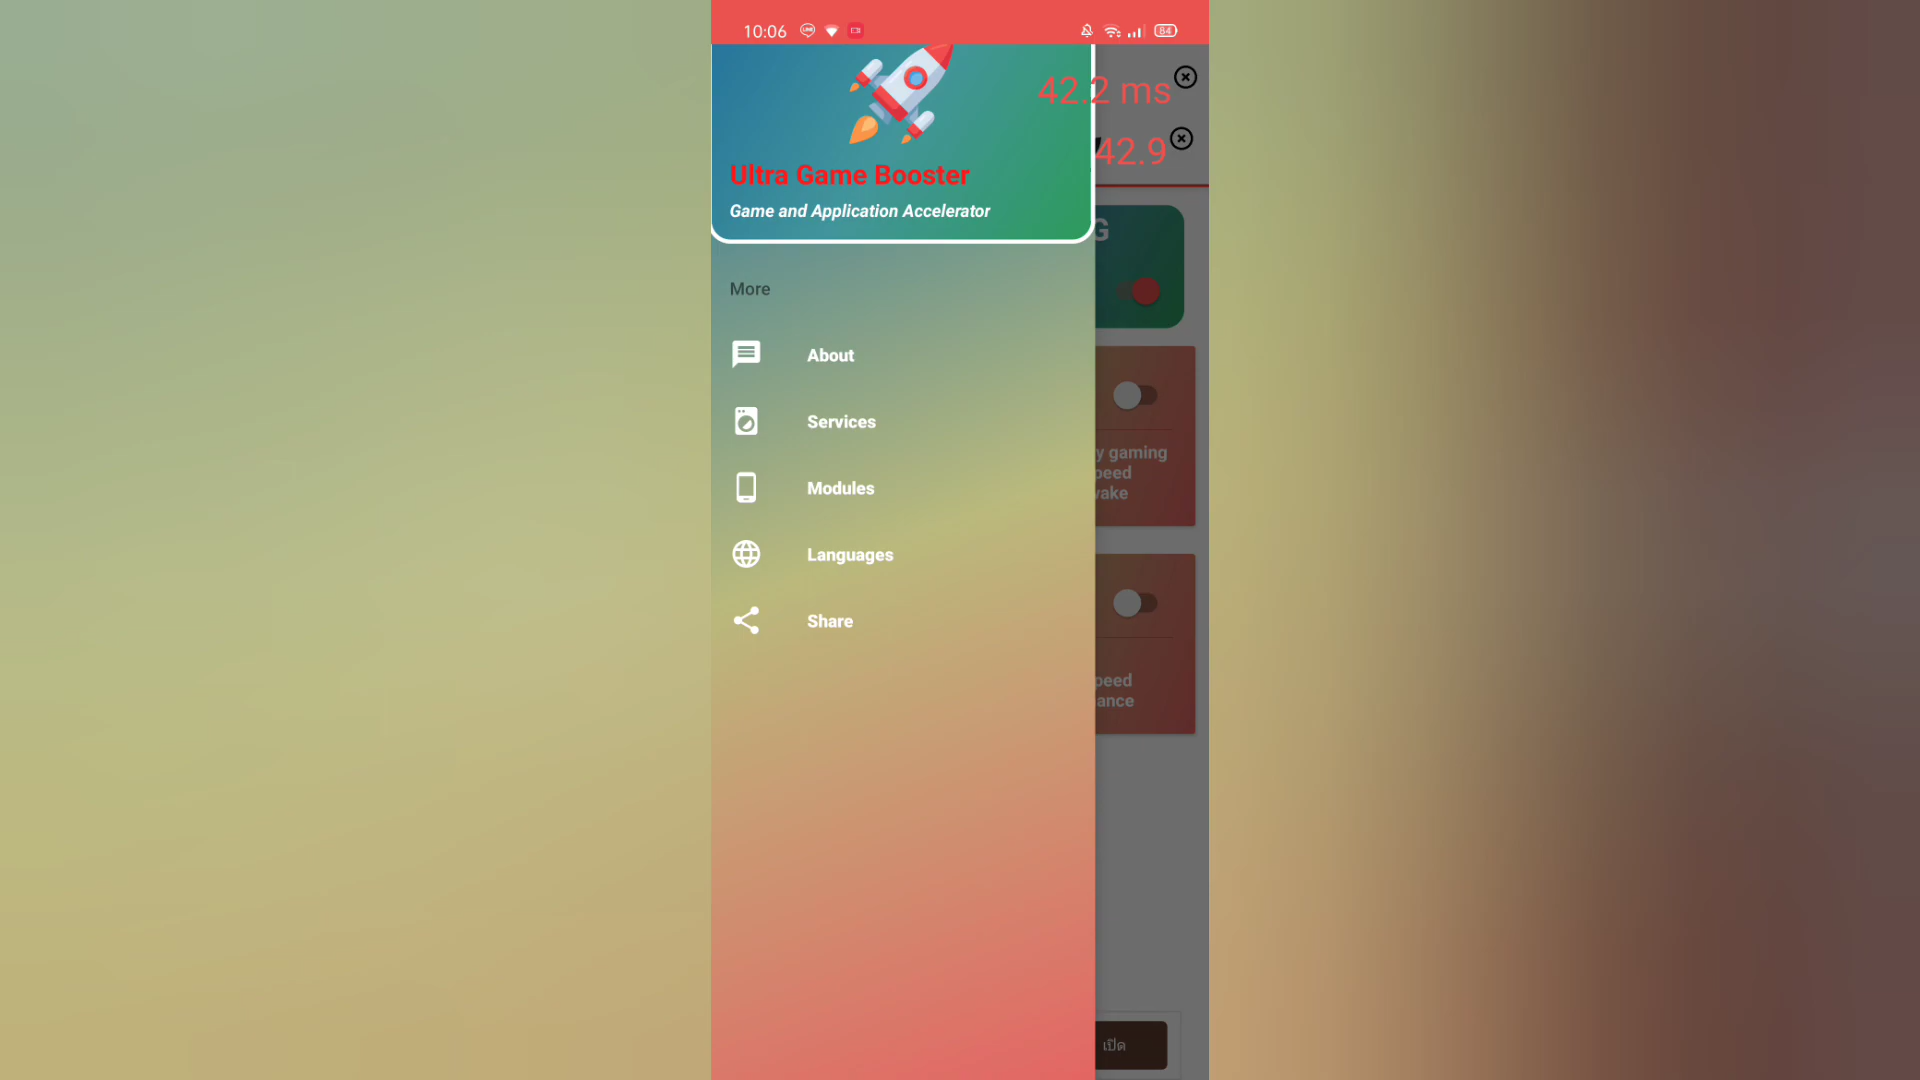 10:06
84
42.2 ms
42.9
Ultra Game Booster
Game and Application Accelerator
G
More
About
Services
Modules
Languages
Share
y gaming
peed
wake
peed
ance
เปิด